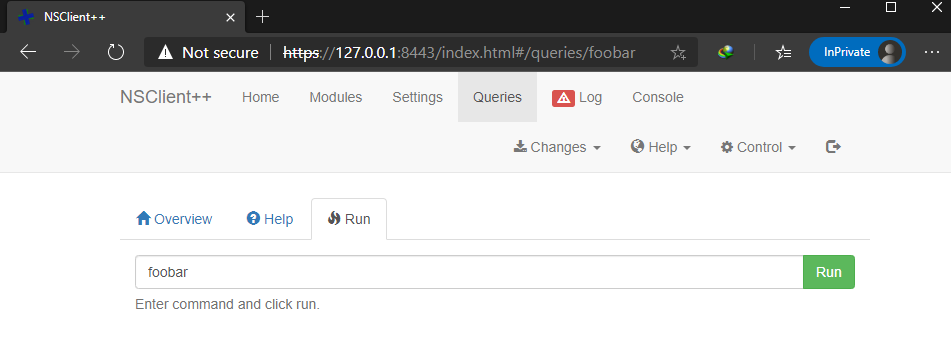 NSClient++
Not secure https://127.0.0.1:8443/index.html#/queries/foobar InPrivate
NSClient++ Home Modules Settings Queries Log Console
Changes Help Control
Overview Help Run
foobar Run
Enter command and click run.